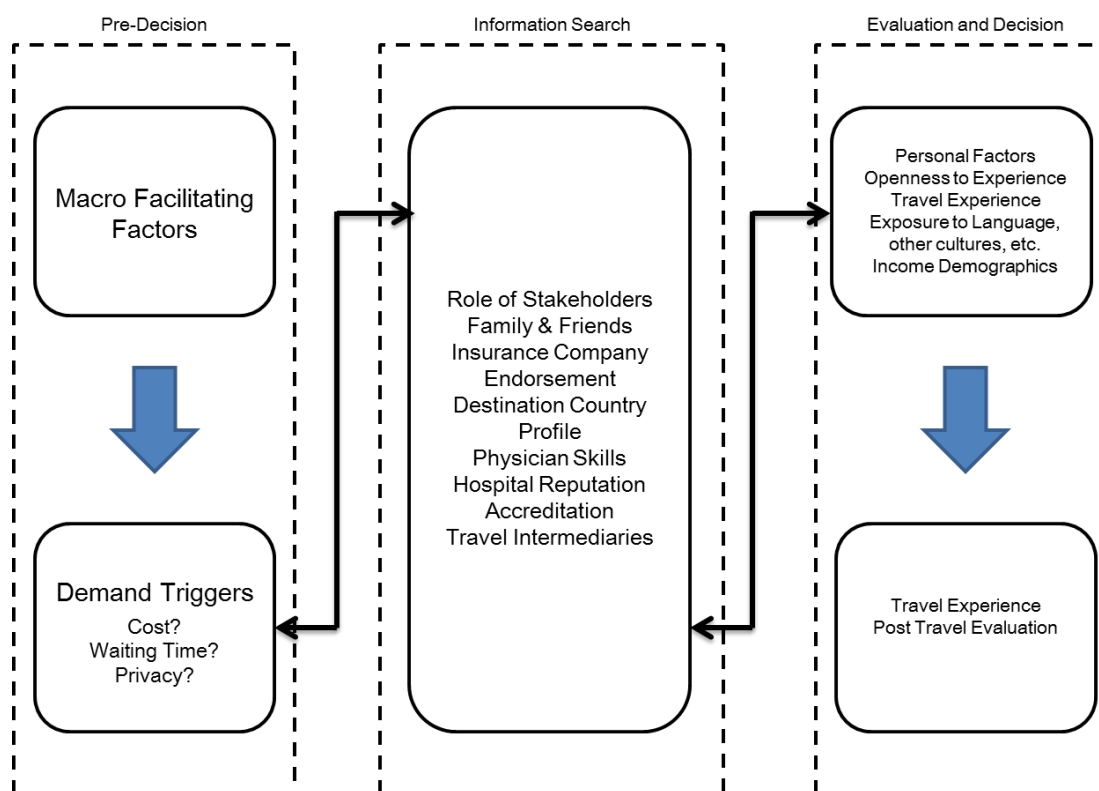 Pre-Decision
Macro Facilitating
Factors
Demand Triggers
Cost?
Waiting Time?
Privacy?
Information Search
Role of Stakeholders
Family & Friends
Insurance Company
Endorsement
Destination Country
Profile
Physician Skills
Hospital Reputation
Accreditation
Travel Intermediaries
Evaluation and Decision
Personal Factors
Openness to Experience
Travel Experience
Exposure to Language,
other cultures, etc.
Income Demographics
Travel Experience
Post Travel Evaluation